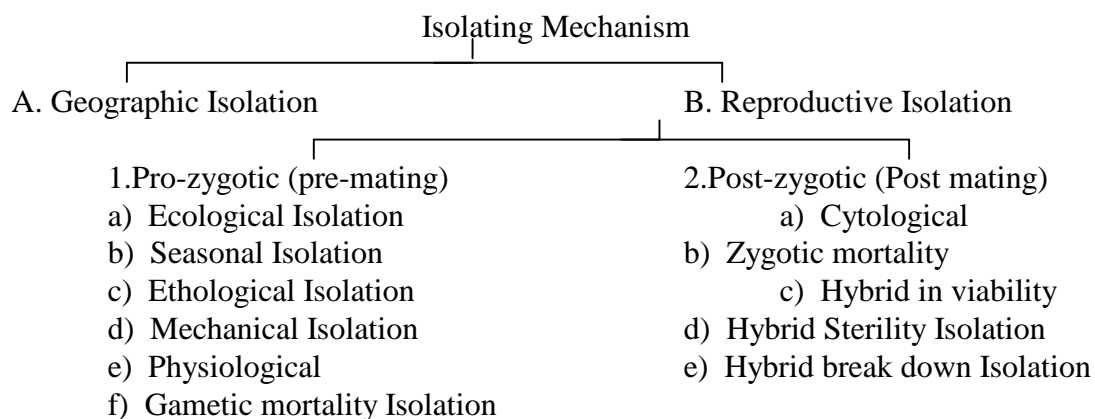 Isolating Mechanism
A. Geographic Isolation
B. Reproductive Isolation
1.Pro-zygotic (pre-mating)
a) Ecological Isolation
b) Seasonal Isolation
c) Ethological Isolation
d) Mechanical Isolation
e) Physiological
f) Gametic mortality Isolation
2.Post-zygotic (Post mating)
a) Cytological
b) Zygotic mortality
c) Hybrid in viability
d) Hybrid Sterility Isolation
e) Hybrid break down Isolation